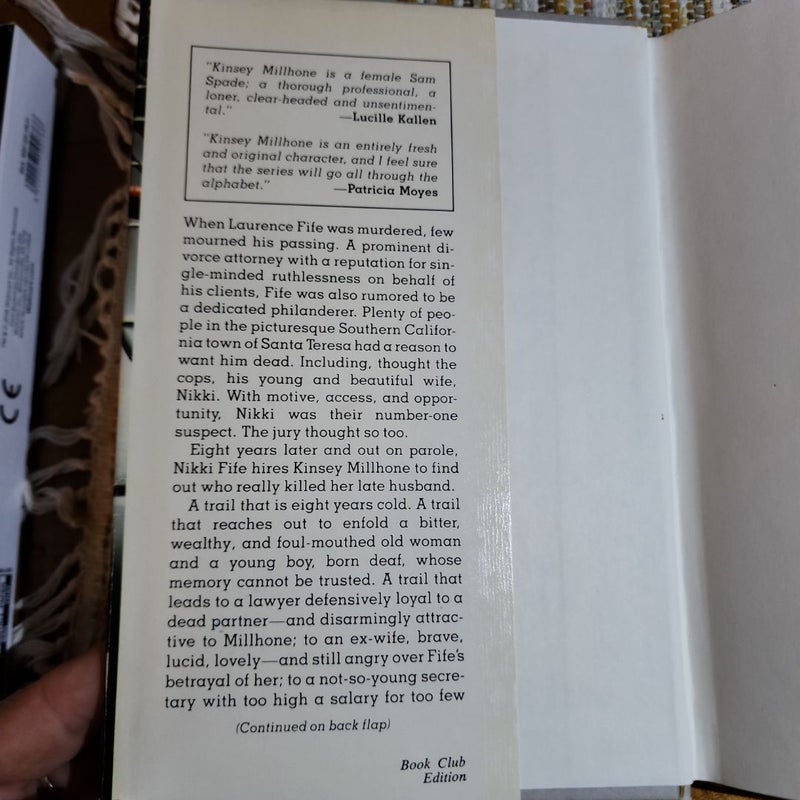 "Kinsey Millhone is a female Sam
Spade; a thorough professional, a
loner, clear-headed and unsentimen-
tal."
—Lucille Kallen
"Kinsey Millhone is an entirely fresh
and original character, and I feel sure
that the series will go all through the
alphabet."
—Patricia Moyes
When Laurence Fife was murdered, few
mourned his passing. A prominent di-
vorce attorney with a reputation for sin-
gle-minded ruthlessness on behalf of
his clients, Fife was also rumored to be
a dedicated philanderer. Plenty of peo-
ple in the picturesque Southern Califor-
nia town of Santa Teresa had a reason to
want him dead. Including, thought the
cops, his young and beautiful wife,
Nikki. With motive, access, and oppor-
tunity, Nikki was their number-one
suspect. The jury thought so too.
Eight years later and out on parole,
Nikki Fife hires Kinsey Millhone to find
out who really killed her late husband.
A trail that is eight years cold. A trail
that reaches out to enfold a bitter,
wealthy, and foul-mouthed old woman
and a young boy, born deaf, whose
memory cannot be trusted. A trail that
leads to a lawyer defensively loyal to a
dead partner—and disarmingly attrac-
tive to Millhone; to an ex-wife, brave,
lucid, lovely—and still angry over Fife's
betrayal of her; to a not-so-young secre-
tary with too high a salary for too few
(Continued on back flap)
Book Club
Edition
CE